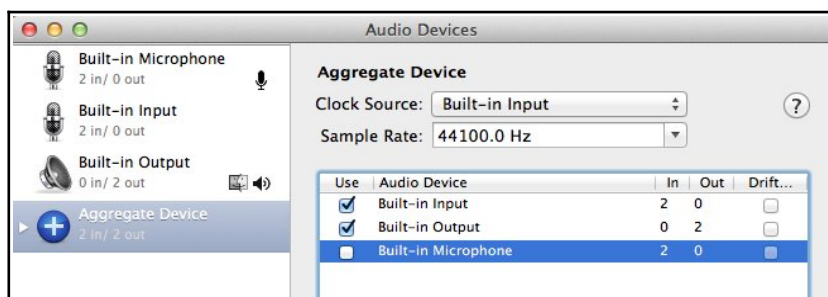 Audio Devices
Built-in Microphone
2 in/ 0 out
Built-in Input
2 in/ 0 out
Built-in Output
0 in/ 2 out
Aggregate Device
2 in/ 2 out
Aggregate Device
Clock Source: Built-in Input
?
Sample Rate: 44100.0 Hz
Use Audio Device In Out Drift...
Built-in Input 2 0
Built-in Output 0 2
Built-in Microphone 2 0